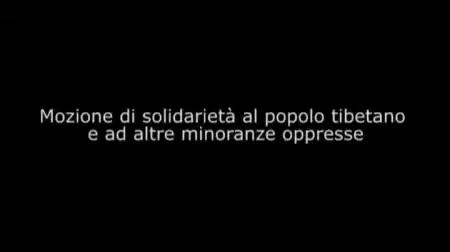 Mozione di solidarietà al popolo tibetano
e ad altre minoranze oppresse